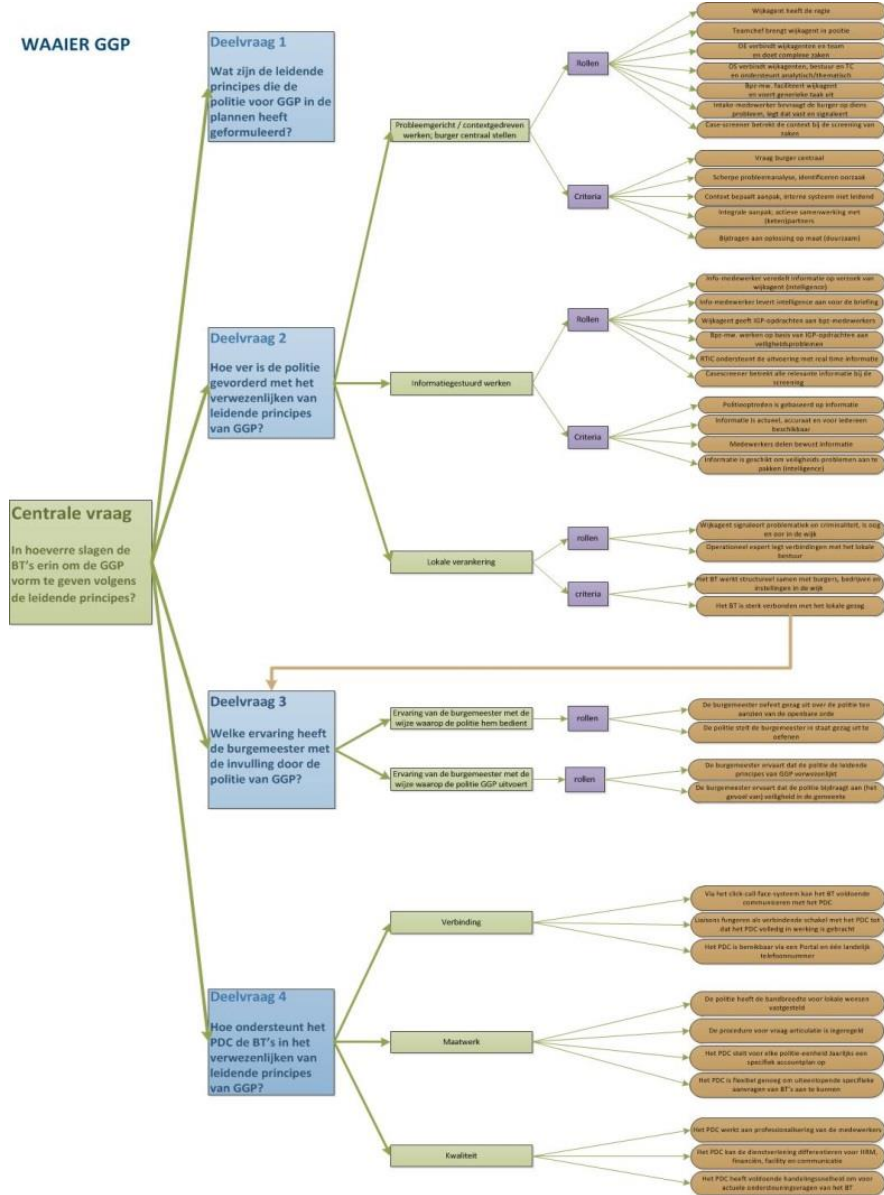 WAAIER GGP
Deelvraag 1
Wat zijn de leidende
principes die de
politie voor GGP in de
plannen heeft
geformuleerd?
Probleemgericht / contextgedreven
werken; burger centraal stellen
Rollen
Wijkagent heeft de regie
Teamchef brengt wijkagent in positie
OE verbindt wijkagenten en team
en doet complexe zaken
OS verbindt wijkagenten, bestuur en TC
en ondersteunt analytisch/thematisch
Bpz-mw. faciliteert wijkagent
en voert generieke taak uit
Intake-medewerker bevraagt de burger op diens
probleem, legt dat vast en signaleert
Case-screener betrekt de context bij de screening van
zaken
Criteria
Vraag burger centraal
Scherpe probleemanalyse, identificeren oorzaak
Context bepaalt aanpak, interne systeem niet leidend
Integrale aanpak; actieve samenwerking met
(keten)partners
Bijdragen aan oplossing op maat (duurzaam)
Deelvraag 2
Hoe ver is de politie
gevorderd met het
verwezenlijken van
leidende principes
van GGP?
Informatiegestuurd werken
Rollen
Info-medewerker veredelt informatie op verzoek van
wijkagent (intelligence)
Info-medewerker levert intelligence aan voor de briefing
Wijkagent geeft IGP-opdrachten aan bpz-medewerkers
Bpz-mw. werken op basis van IGP-opdrachten aan
veiligheidsproblemen
RTIC ondersteunt de uitvoering met real time informatie
Casescreener betrekt alle relevante informatie bij de
screening
Criteria
Politieoptreden is gebaseerd op informatie
Informatie is actueel, accuraat en voor iedereen
beschikbaar
Medewerkers delen bewust informatie
Informatie is geschikt om veiligheids problemen aan te
pakken (intelligence)
Lokale verankering
rollen
Wijkagent signaleert problematiek en criminaliteit, is oog
en oor in de wijk
Operationeel expert legt verbindingen met het lokale
bestuur
criteria
Het BT werkt structureel samen met burgers, bedrijven en
instellingen in de wijk
Het BT is sterk verbonden met het lokale gezag
Centrale vraag
In hoeverre slagen de
BT's erin om de GGP
vorm te geven volgens
de leidende principes?
Deelvraag 3
Welke ervaring heeft
de burgemeester met
de invulling door de
politie van GGP?
Ervaring van de burgemeester met de
wijze waarop de politie hem bedient
rollen
De burgemeester oefent gezag uit over de politie ten
aanzien van de openbare orde
De politie stelt de burgemeester in staat gezag uit te
oefenen
Ervaring van de burgemeester met de
wijze waarop de politie GGP uitvoert
rollen
De burgemeester ervaart dat de politie de leidende
principes van GGP verwezenlijkt
De burgemeester ervaart dat de politie bijdraagt aan (het
gevoel van) veiligheid in de gemeente
Deelvraag 4
Hoe ondersteunt het
PDC de BT's in het
verwezenlijken van
leidende principes
van GGP?
Verbinding
Via het click-call-face-systeem kan het BT voldoende
communiceren met het PDC
Liaisons fungeren als verbindende schakel met het PDC tot
dat het PDC volledig in werking is gebracht
Het PDC is bereikbaar via een Portal en één landelijk
telefoonnummer
Maatwerk
De politie heeft de bandbreedte voor lokale wensen
vastgesteld
De procedure voor vraag articulatie is ingeregeld
Het PDC stelt voor elke politie-eenheid Jaarlijks een
specifiek accountplan op
Het PDC is flexibel genoeg om uiteenlopende specifieke
aanvragen van BT's aan te kunnen
Kwaliteit
Het PDC werkt aan professionalisering van de medewerkers
Het PDC kan de dienstverlening differentiëren voor HRM,
financiën, facility en communicatie
Het PDC heeft voldoende handelingssnelheid om voor
actuele ondersteuningsvragen van het BT